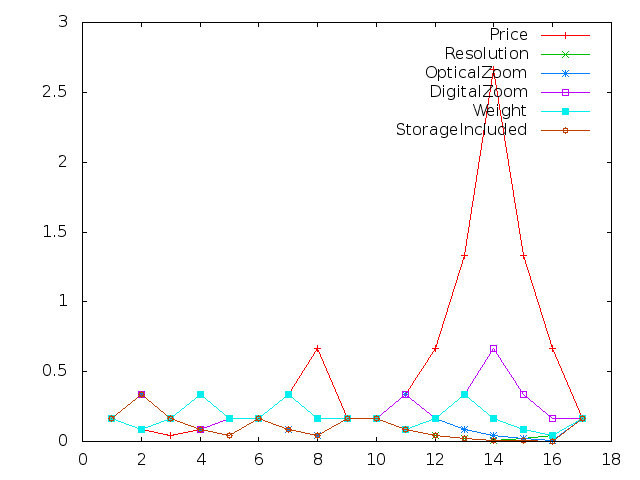 3
2.5
2
1.5
1
0.5
0
0 2 4 6 8 10 12 14 16 18
Price
Resolution
OpticalZoom
DigitalZoom
Weight
StorageIncluded